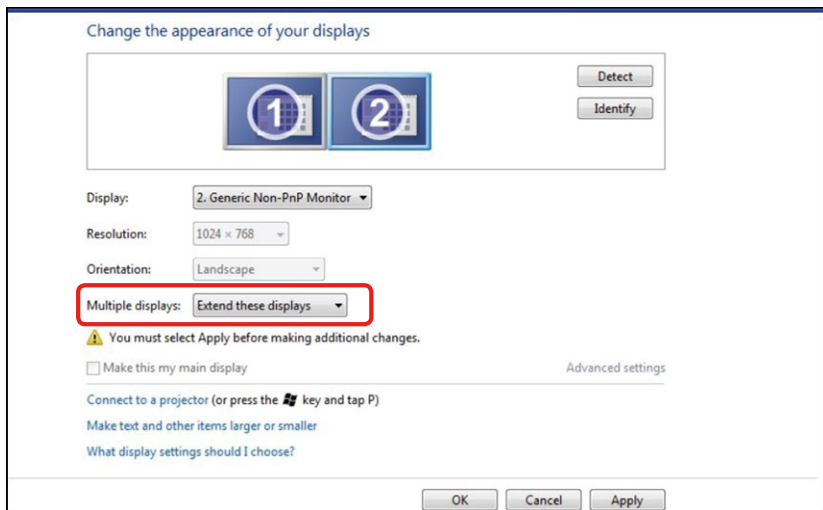 Change the appearance of your displays
Detect
1 2
Identify
Display: 2. Generic Non-PnP Monitor
Resolution: 1024 × 768
Orientation: Landscape
Multiple displays: Extend these displays
You must select Apply before making additional changes.
Make this my main display Advanced settings
Connect to a projector (or press the key and tap P)
Make text and other items larger or smaller
What display settings should I choose?
OK Cancel Apply